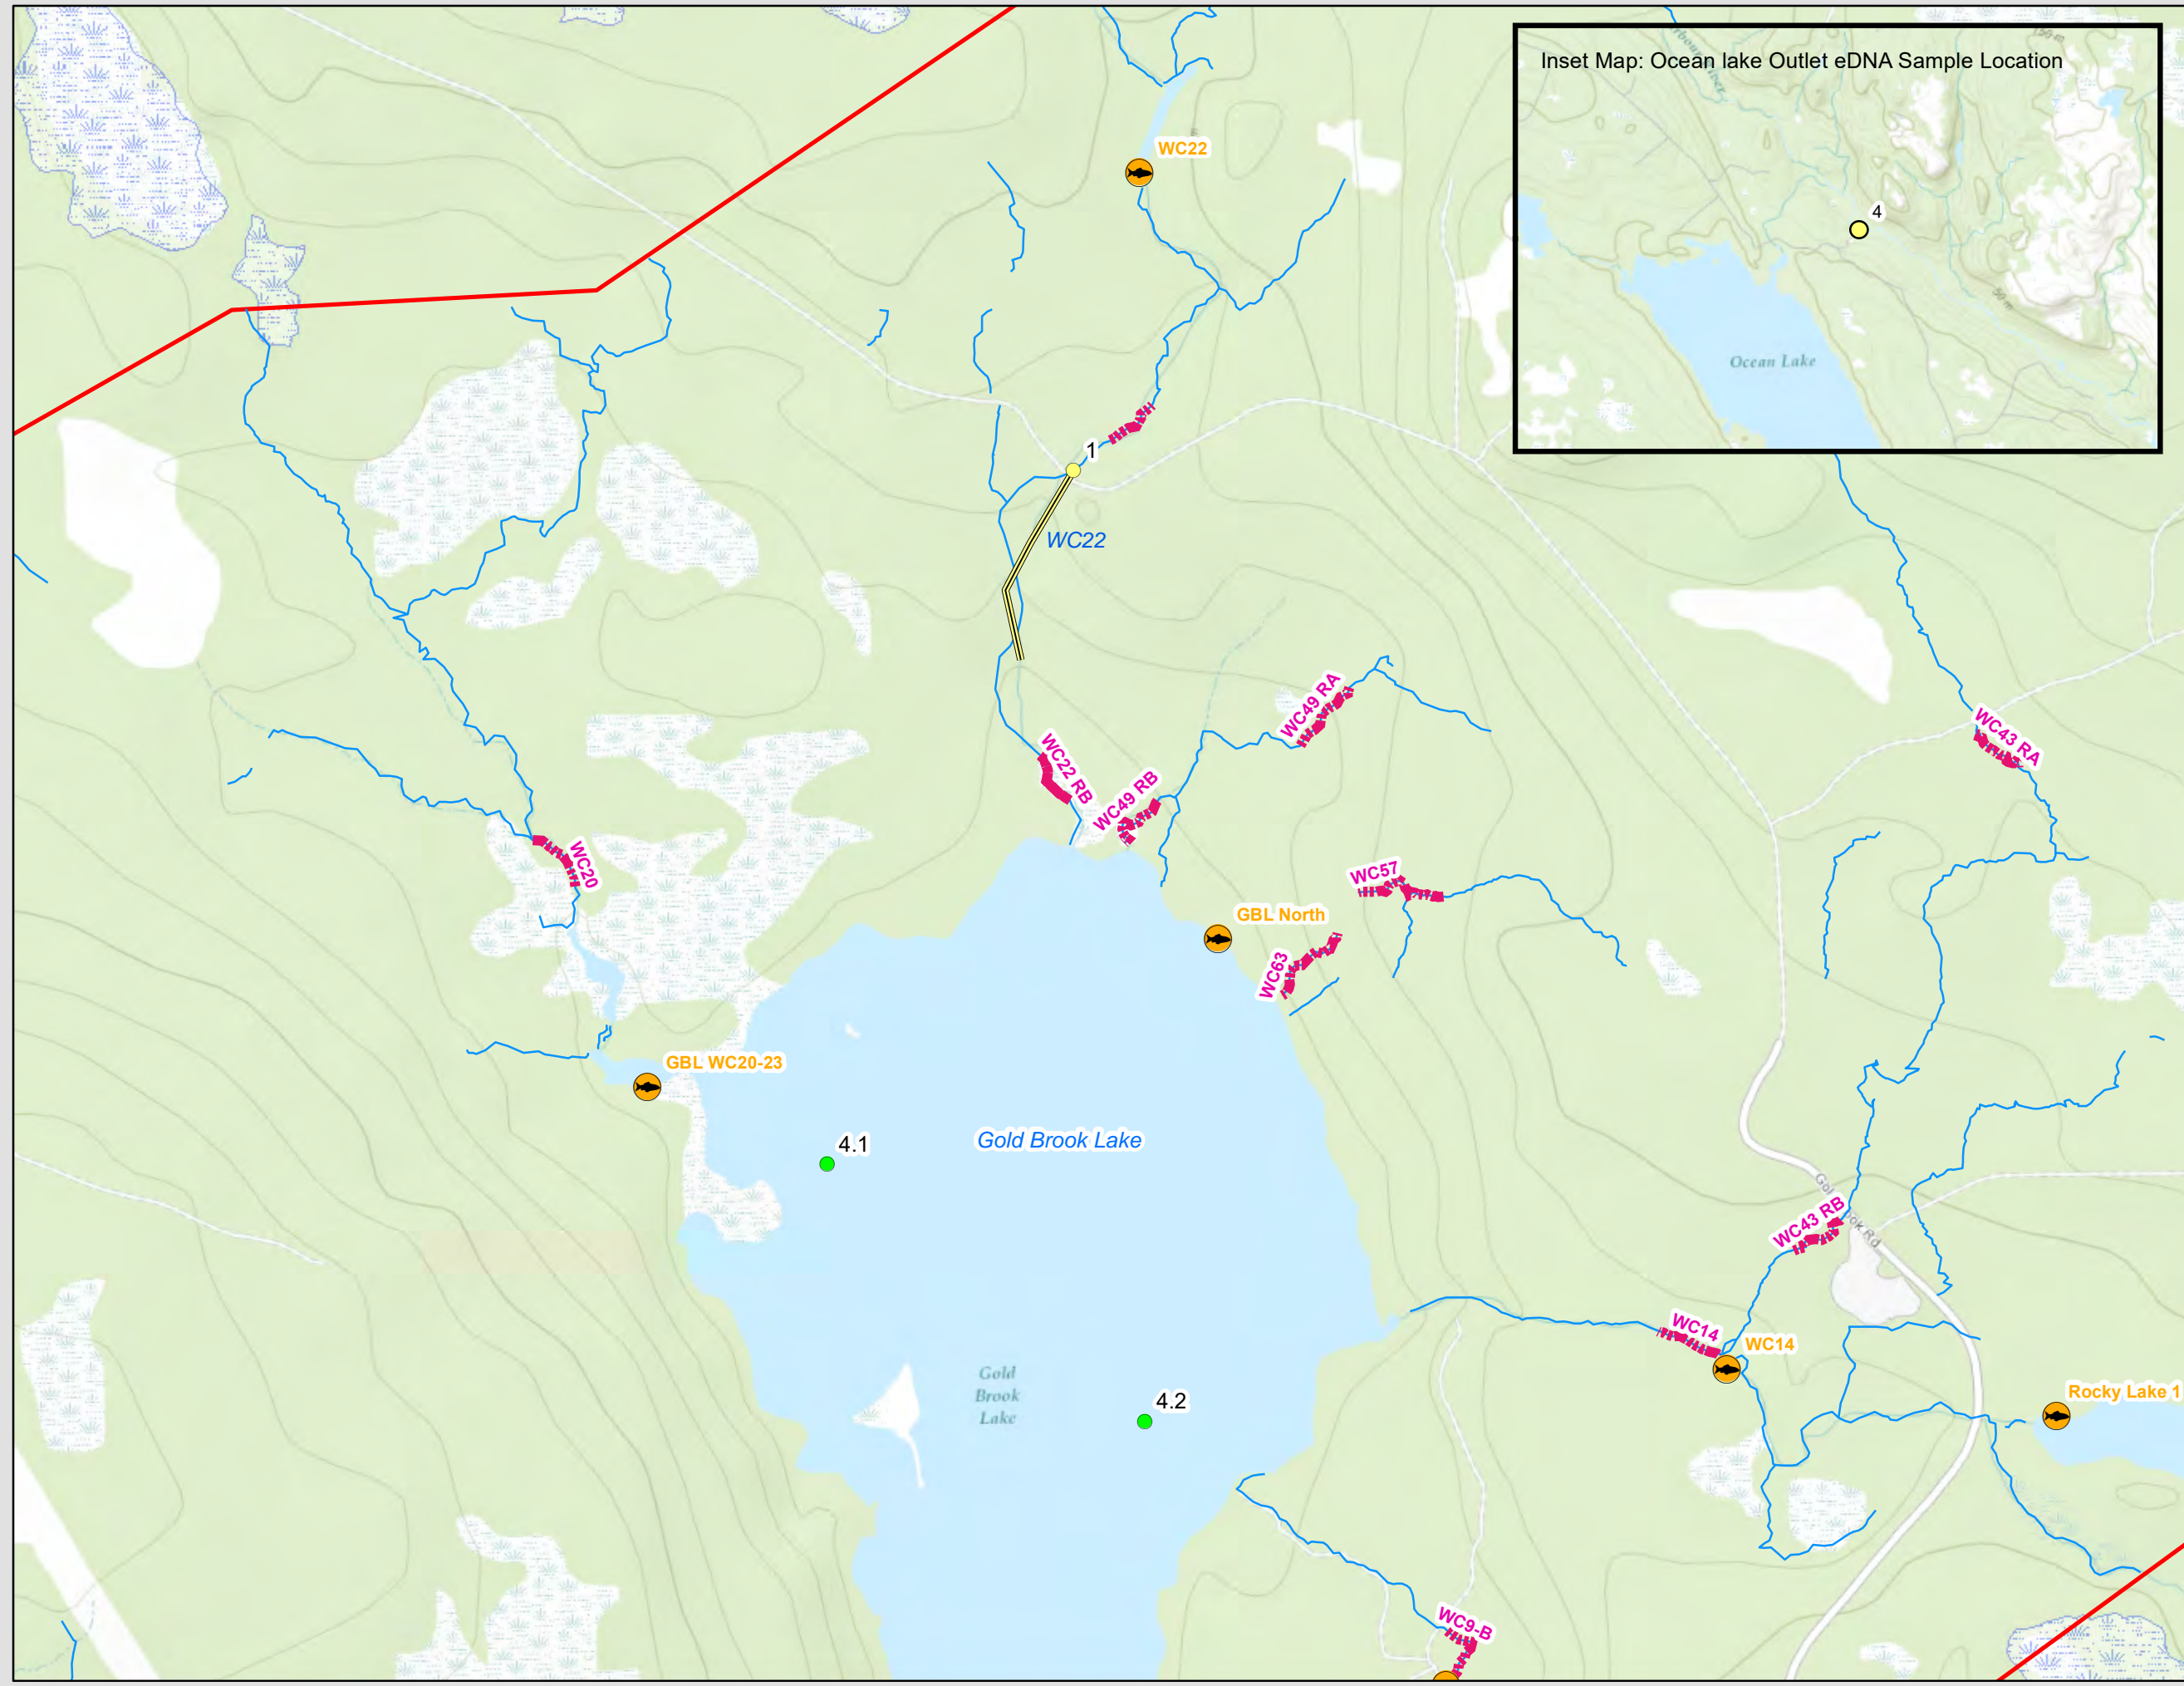 Inset Map: Ocean lake Outlet eDNA Sample Location
150 m
4
50 m
Ocean Lake
WC22
1
WC22
WC49 RA
WC43 RA
WC22 RB
WC49 RB
WC20
WC57
GBL North
WC63
GBL WC20-23
4.1
Gold Brook Lake
WC43 RB
WC14
WC14
Gold
Brook
Lake
4.2
Rocky Lake 1
WC9-B